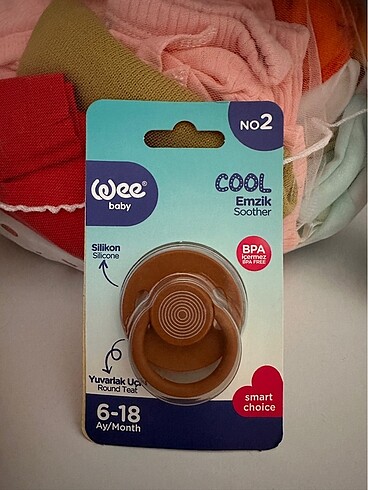 NO2
wee®
baby
COOL
Emzik
Soother
Silikon
Silicone
BPA
içermez
BPA FREE
Yuvarlak Uç
Round Teat
6-18
Ay/Month
smart
choice